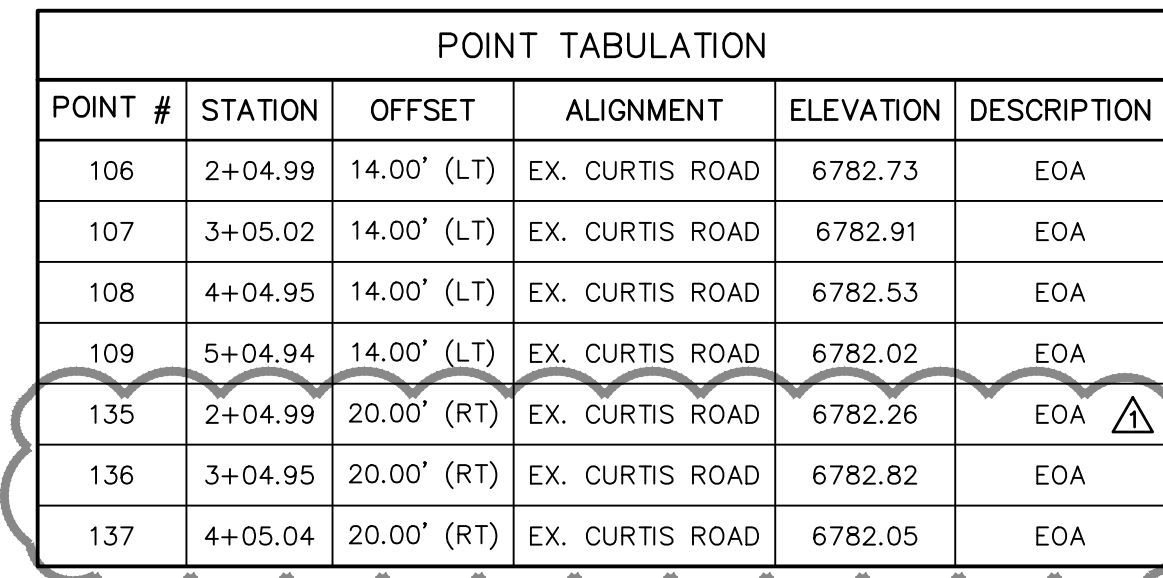 POINT TABULATION
POINT # STATION OFFSET ALIGNMENT ELEVATION DESCRIPTION
106 2+04.99 14.00' (LT) EX. CURTIS ROAD 6782.73 EOA
107 3+05.02 14.00' (LT) EX. CURTIS ROAD 6782.91 EOA
108 4+04.95 14.00' (LT) EX. CURTIS ROAD 6782.53 EOA
109 5+04.94 14.00' (LT) EX. CURTIS ROAD 6782.02 EOA
135 2+04.99 20.00' (RT) EX. CURTIS ROAD 6782.26 EOA 1
136 3+04.95 20.00' (RT) EX. CURTIS ROAD 6782.82 EOA
137 4+05.04 20.00' (RT) EX. CURTIS ROAD 6782.05 EOA